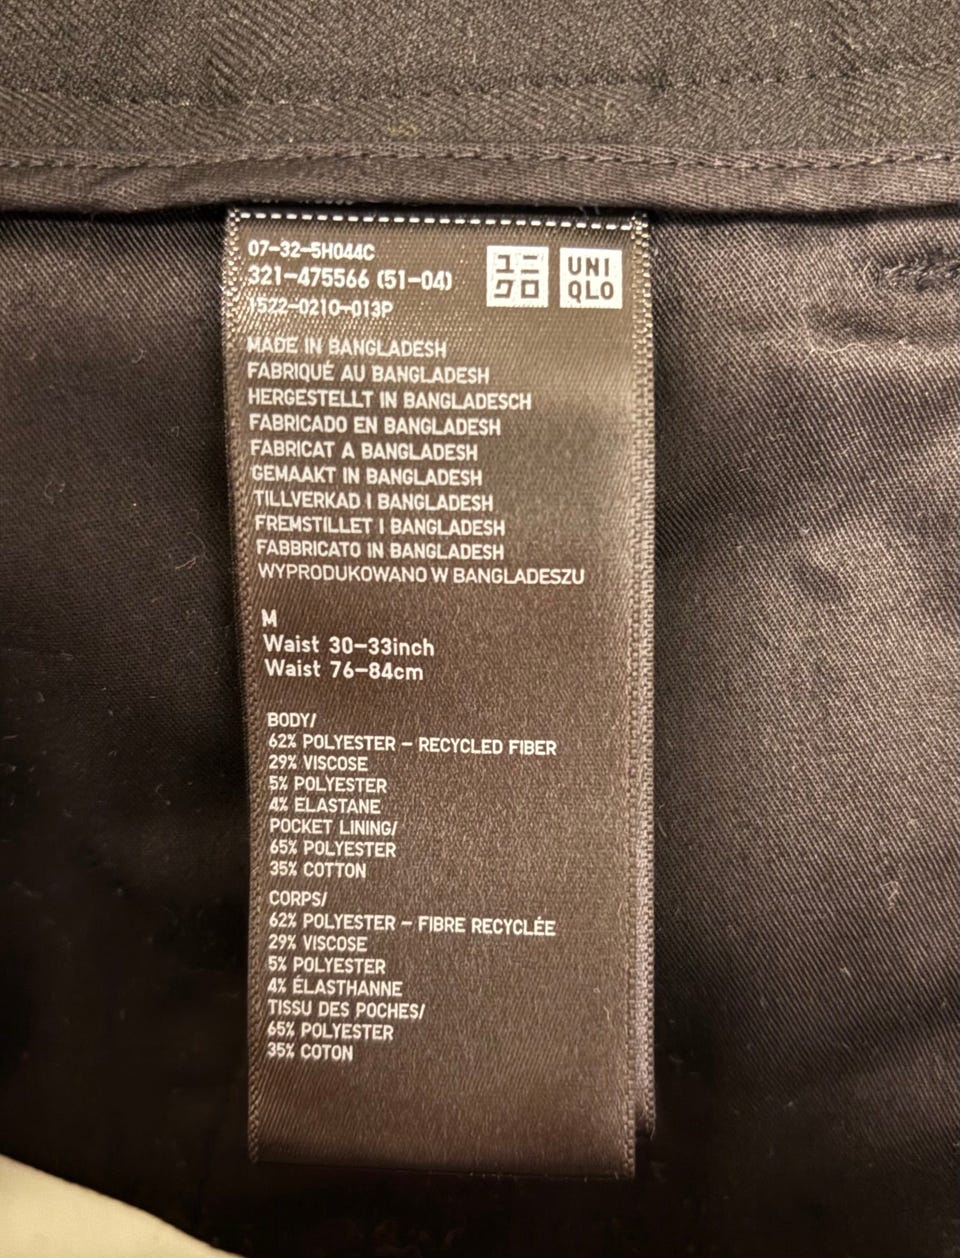 07-32-5H044C
321-475566 (51-04)
1522-0210-013P
ユニ
クロ
UNI
QLO
MADE IN BANGLADESH
FABRIQUÉ AU BANGLADESH
HERGESTELLT IN BANGLADESCH
FABRICADO EN BANGLADESH
FABRICAT A BANGLADESH
GEMAAKT IN BANGLADESH
TILLVERKAD I BANGLADESH
FREMSTILLET I BANGLADESH
FABBRICATO IN BANGLADESH
WYPRODUKOWANO W BANGLADESZU
M
Waist 30-33inch
Waist 76-84cm
BODY/
62% POLYESTER - RECYCLED FIBER
29% VISCOSE
5% POLYESTER
4% ELASTANE
POCKET LINING/
65% POLYESTER
35% COTTON
CORPS/
62% POLYESTER - FIBRE RECYCLÉE
29% VISCOSE
5% POLYESTER
4% ÉLASTHANNE
TISSU DES POCHES/
65% POLYESTER
35% COTON